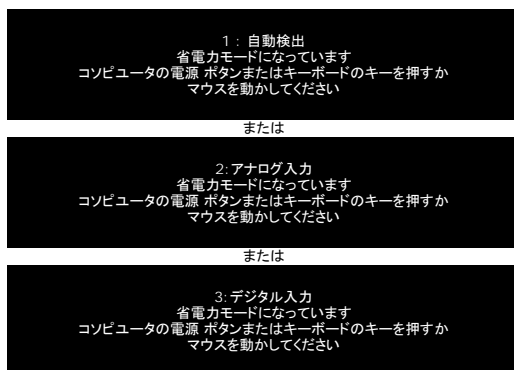 1 : 自動検出
省電力モードになっています
コソピユータの電源 ボタンまたはキーボードのキーを押すか
マウスを動かしてください
または
2:アナログ入力
省電力モードになっています
コソピユータの電源 ボタンまたはキーボードのキーを押すか
マウスを動かしてください
または
3:デジタル入力
省電力モードになっています
コソピユータの電源 ボタンまたはキーボードのキーを押すか
マウスを動かしてください